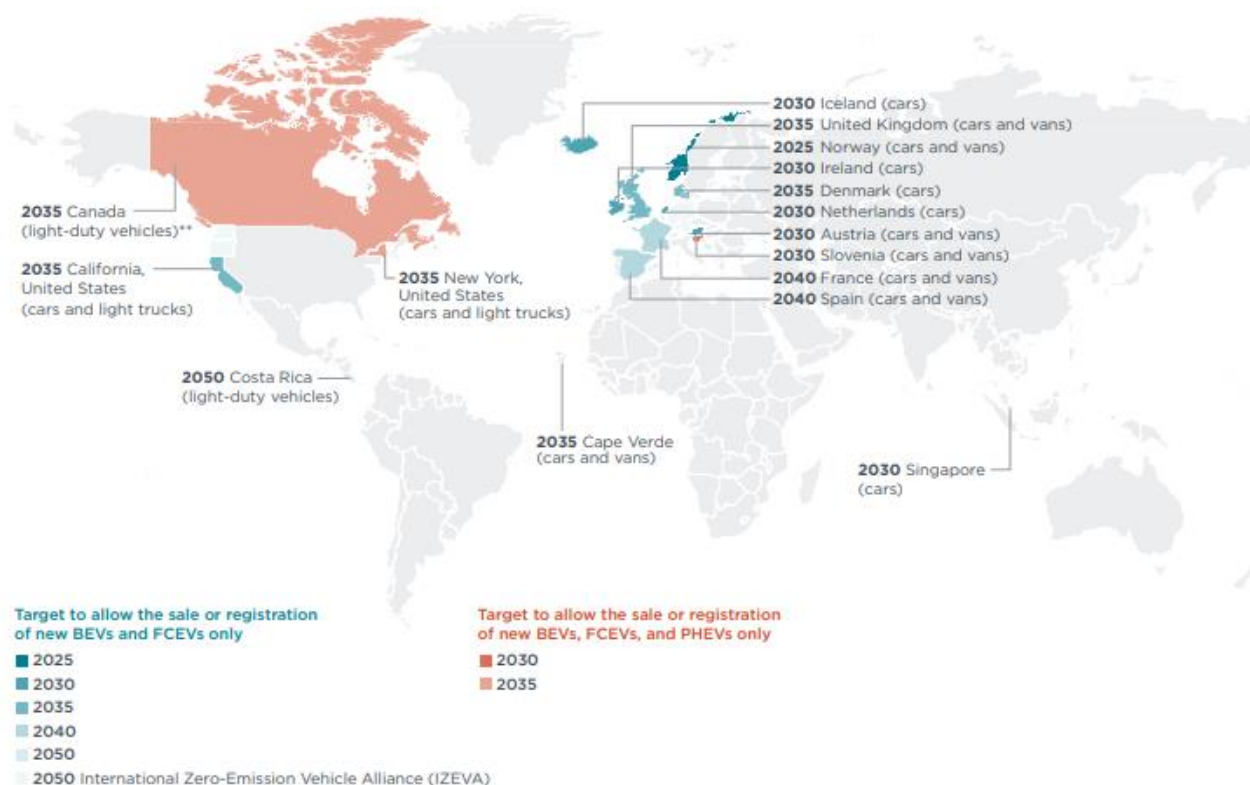 2030 Iceland (cars)
2035 United Kingdom (cars and vans)
2025 Norway (cars and vans)
2030 Ireland (cars)
2035 Denmark (cars)
2030 Netherlands (cars)
2030 Austria (cars and vans)
2030 Slovenia (cars and vans)
2040 France (cars and vans)
2040 Spain (cars and vans)
2035 Canada
(light-duty vehicles)**
2035 California,
United States
(cars and light trucks)
2035 New York,
United States
(cars and light trucks)
2050 Costa Rica
(light-duty vehicles)
2035 Cape Verde
(cars and vans)
2030 Singapore
(cars)
Target to allow the sale or registration
of new BEVs and FCEVs only
2025
2030
2035
2040
2050
2050 International Zero-Emission Vehicle Alliance (IZEVA)
Target to allow the sale or registration
of new BEVs, FCEVs, and PHEVs only
2030
2035